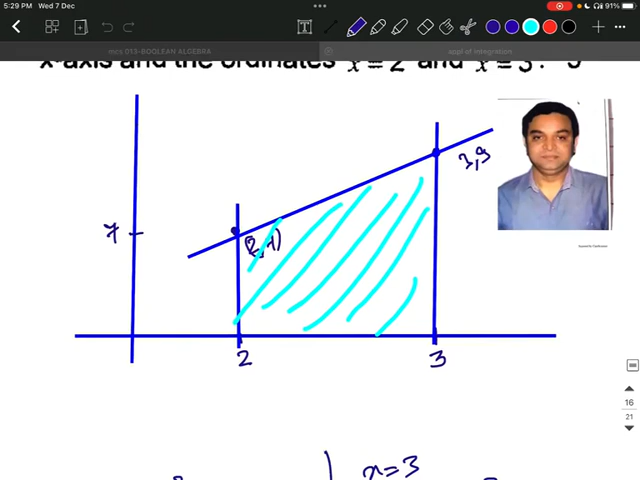 5:29 PM Wed 7 Dec
91%
mcs 013-BOOLEAN ALGEBRA
appl of integration
x-axis and the ordinates x = 2 and x = 3.
3,9
7
(2,7)
2
3
16
21
x=3